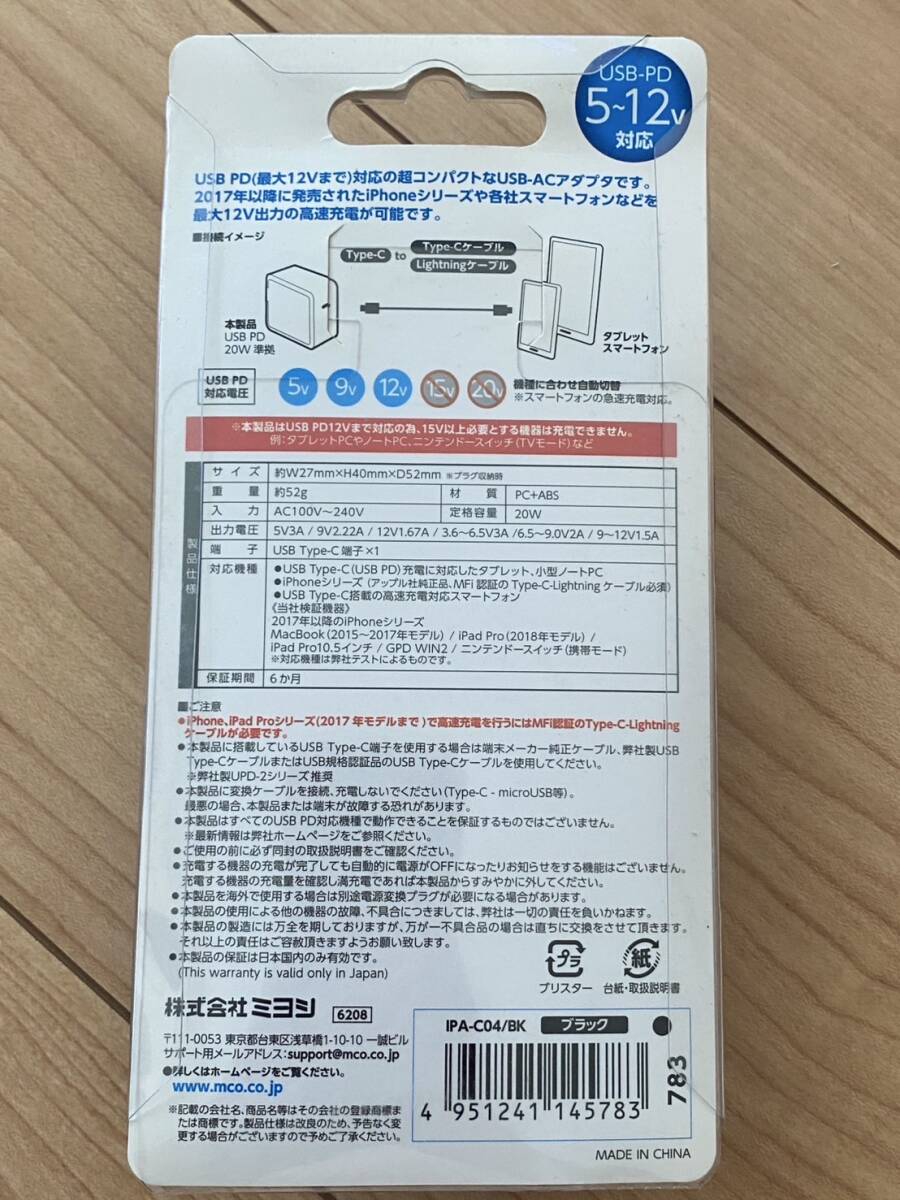 USB-PD
5~12V
対応
USB PD(最大12Vまで)対応の超コンパクトなUSB-ACアダプタです。
2017年以降に発売されたiPhoneシリーズや各社スマートフォンなどを
最大12V出力の高速充電が可能です。
■接続イメージ
Type-C to Type-Cケーブル
Lightningケーブル
本製品
USB PD
20W 準拠
タブレット
スマートフォン
USB PD
対応電圧
5V 9V 12V 15V 20V
機種に合わせ自動切替
※スマートフォンの急速充電対応。
※本製品はUSB PD12Vまで対応の為、15V以上必要とする機器は充電できません。
例:タブレットPCやノートPC、ニンテンドースイッチ(TVモード)など
製品仕様
サイズ 約W27mm×H40mm×D52mm ※プラグ収納時
重量 約52g 材質 PC+ABS
入力 AC100V~240V 定格容量 20W
出力電圧 5V3A / 9V2.22A / 12V1.67A / 3.6~6.5V3A /6.5~9.0V2A / 9~12V1.5A
端子 USB Type-C 端子×1
対応機種 ●USB Type-C(USB PD)充電に対応したタブレット、小型ノートPC
●iPhoneシリーズ (アップル社純正品、MFi 認証の Type-C-Lightning ケーブル必須)
●USB Type-C搭載の高速充電対応スマートフォン
《当社検証機器》
2017年以降のiPhoneシリーズ
MacBook(2015~2017年モデル) / iPad Pro(2018年モデル) /
iPad Pro10.5インチ / GPD WIN2 / ニンテンドースイッチ(携帯モード)
※対応機種は弊社テストによるものです。
保証期間 6か月
■ご注意
●iPhone、iPad Proシリーズ(2017 年モデルまで)で高速充電を行うにはMFi認証のType-C-Lightning
ケーブルが必要です。
●本製品に搭載しているUSB Type-C端子を使用する場合は端末メーカー純正ケーブル、弊社製USB
Type-CケーブルまたはUSB規格認証品のUSB Type-Cケーブルを使用してください。
※弊社製UPD-2シリーズ推奨
●本製品に変換ケーブルを接続、充電しないでください(Type-C - microUSB等)。
最悪の場合、本製品または端末が故障する恐れがあります。
●本製品はすべてのUSB PD対応機種で動作できることを保証するものではございません。
※最新情報は弊社ホームページをご参照ください。
●ご使用の前に必ず同封の取扱説明書をご確認ください。
●充電する機器の充電が完了しても自動的に電源がOFFになったりお知らせをする機能はございません。
充電する機器の充電量を確認し満充電であれば本製品からすみやかに外してください。
●本製品を海外で使用する場合は別途電源変換プラグが必要になる場合があります。
●本製品の使用による他の機器の故障、不具合につきましては、弊社は一切の責任を負いかねます。
●本製品の製造には万全を期しておりますが、万が一不具合品の場合は直ちに交換をさせて頂きます。
それ以上の責任はご容赦頂きますようお願い致します。
●本製品の保証は日本国内のみ有効です。
(This warranty is valid only in Japan)
プラ
ブリスター
紙
台紙・取扱説明書
株式会社ミヨシ 6208
〒111-0053 東京都台東区浅草橋1-10-10 一誠ビル
サポート用メールアドレス:support@mco.co.jp
●詳しくはホームページをご覧ください。
www.mco.co.jp
※記載の会社名、商品名等はその会社の登録商標ま
たは商標です。製品仕様は改良のため、予告なく変
更する場合がございますので予めご了承ください。
IPA-C04/BK ブラック
4 951241 145783
783
MADE IN CHINA